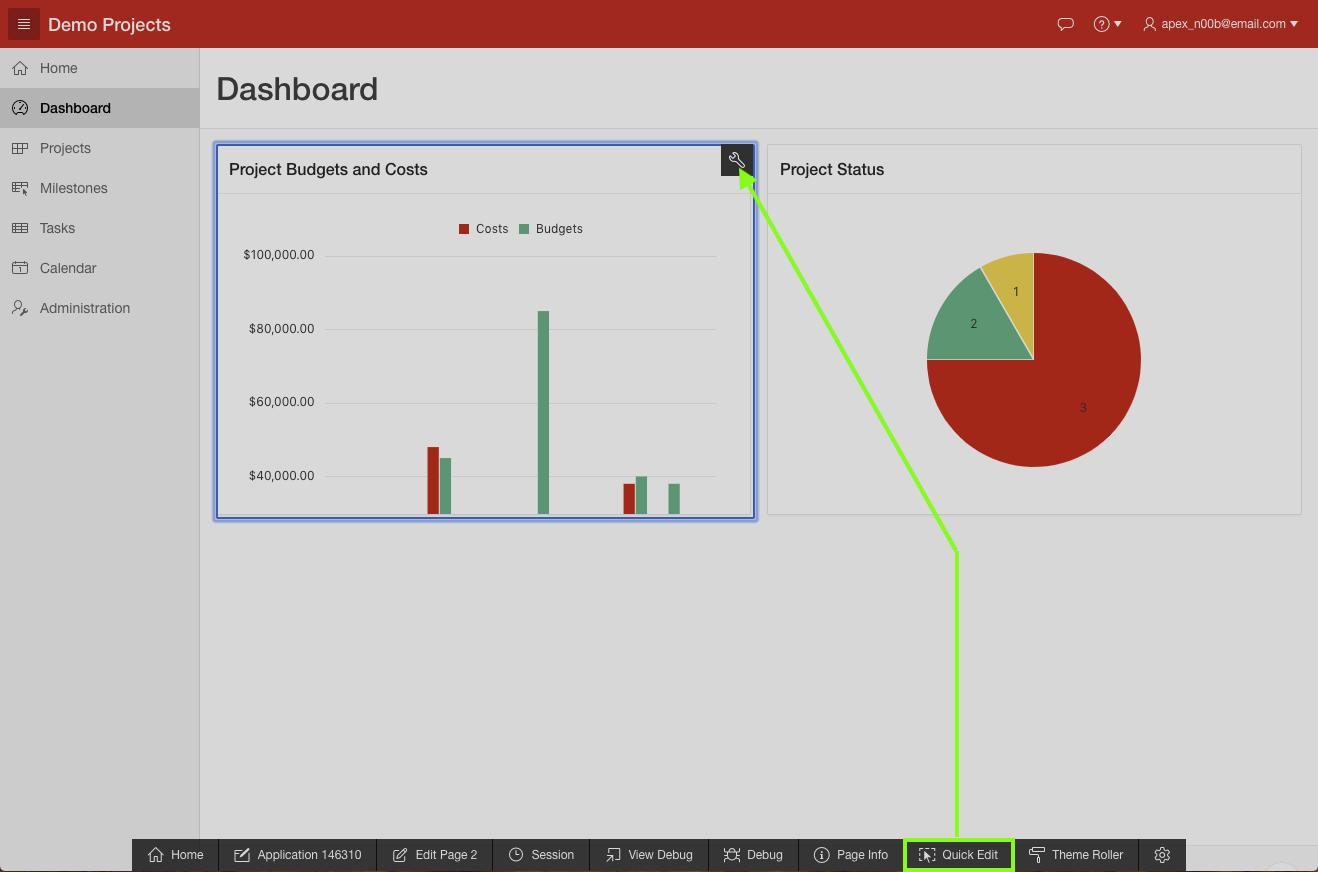 Demo Projects
apex_n00b@email.com
Home
Dashboard
Projects
Milestones
Tasks
Calendar
Administration
Dashboard
Project Budgets and Costs
Costs Budgets
$100,000.00
$80,000.00
$60,000.00
$40,000.00
Project Status
1
2
3
Home Application 146310 Edit Page 2 Session View Debug Debug Page Info Quick Edit Theme Roller